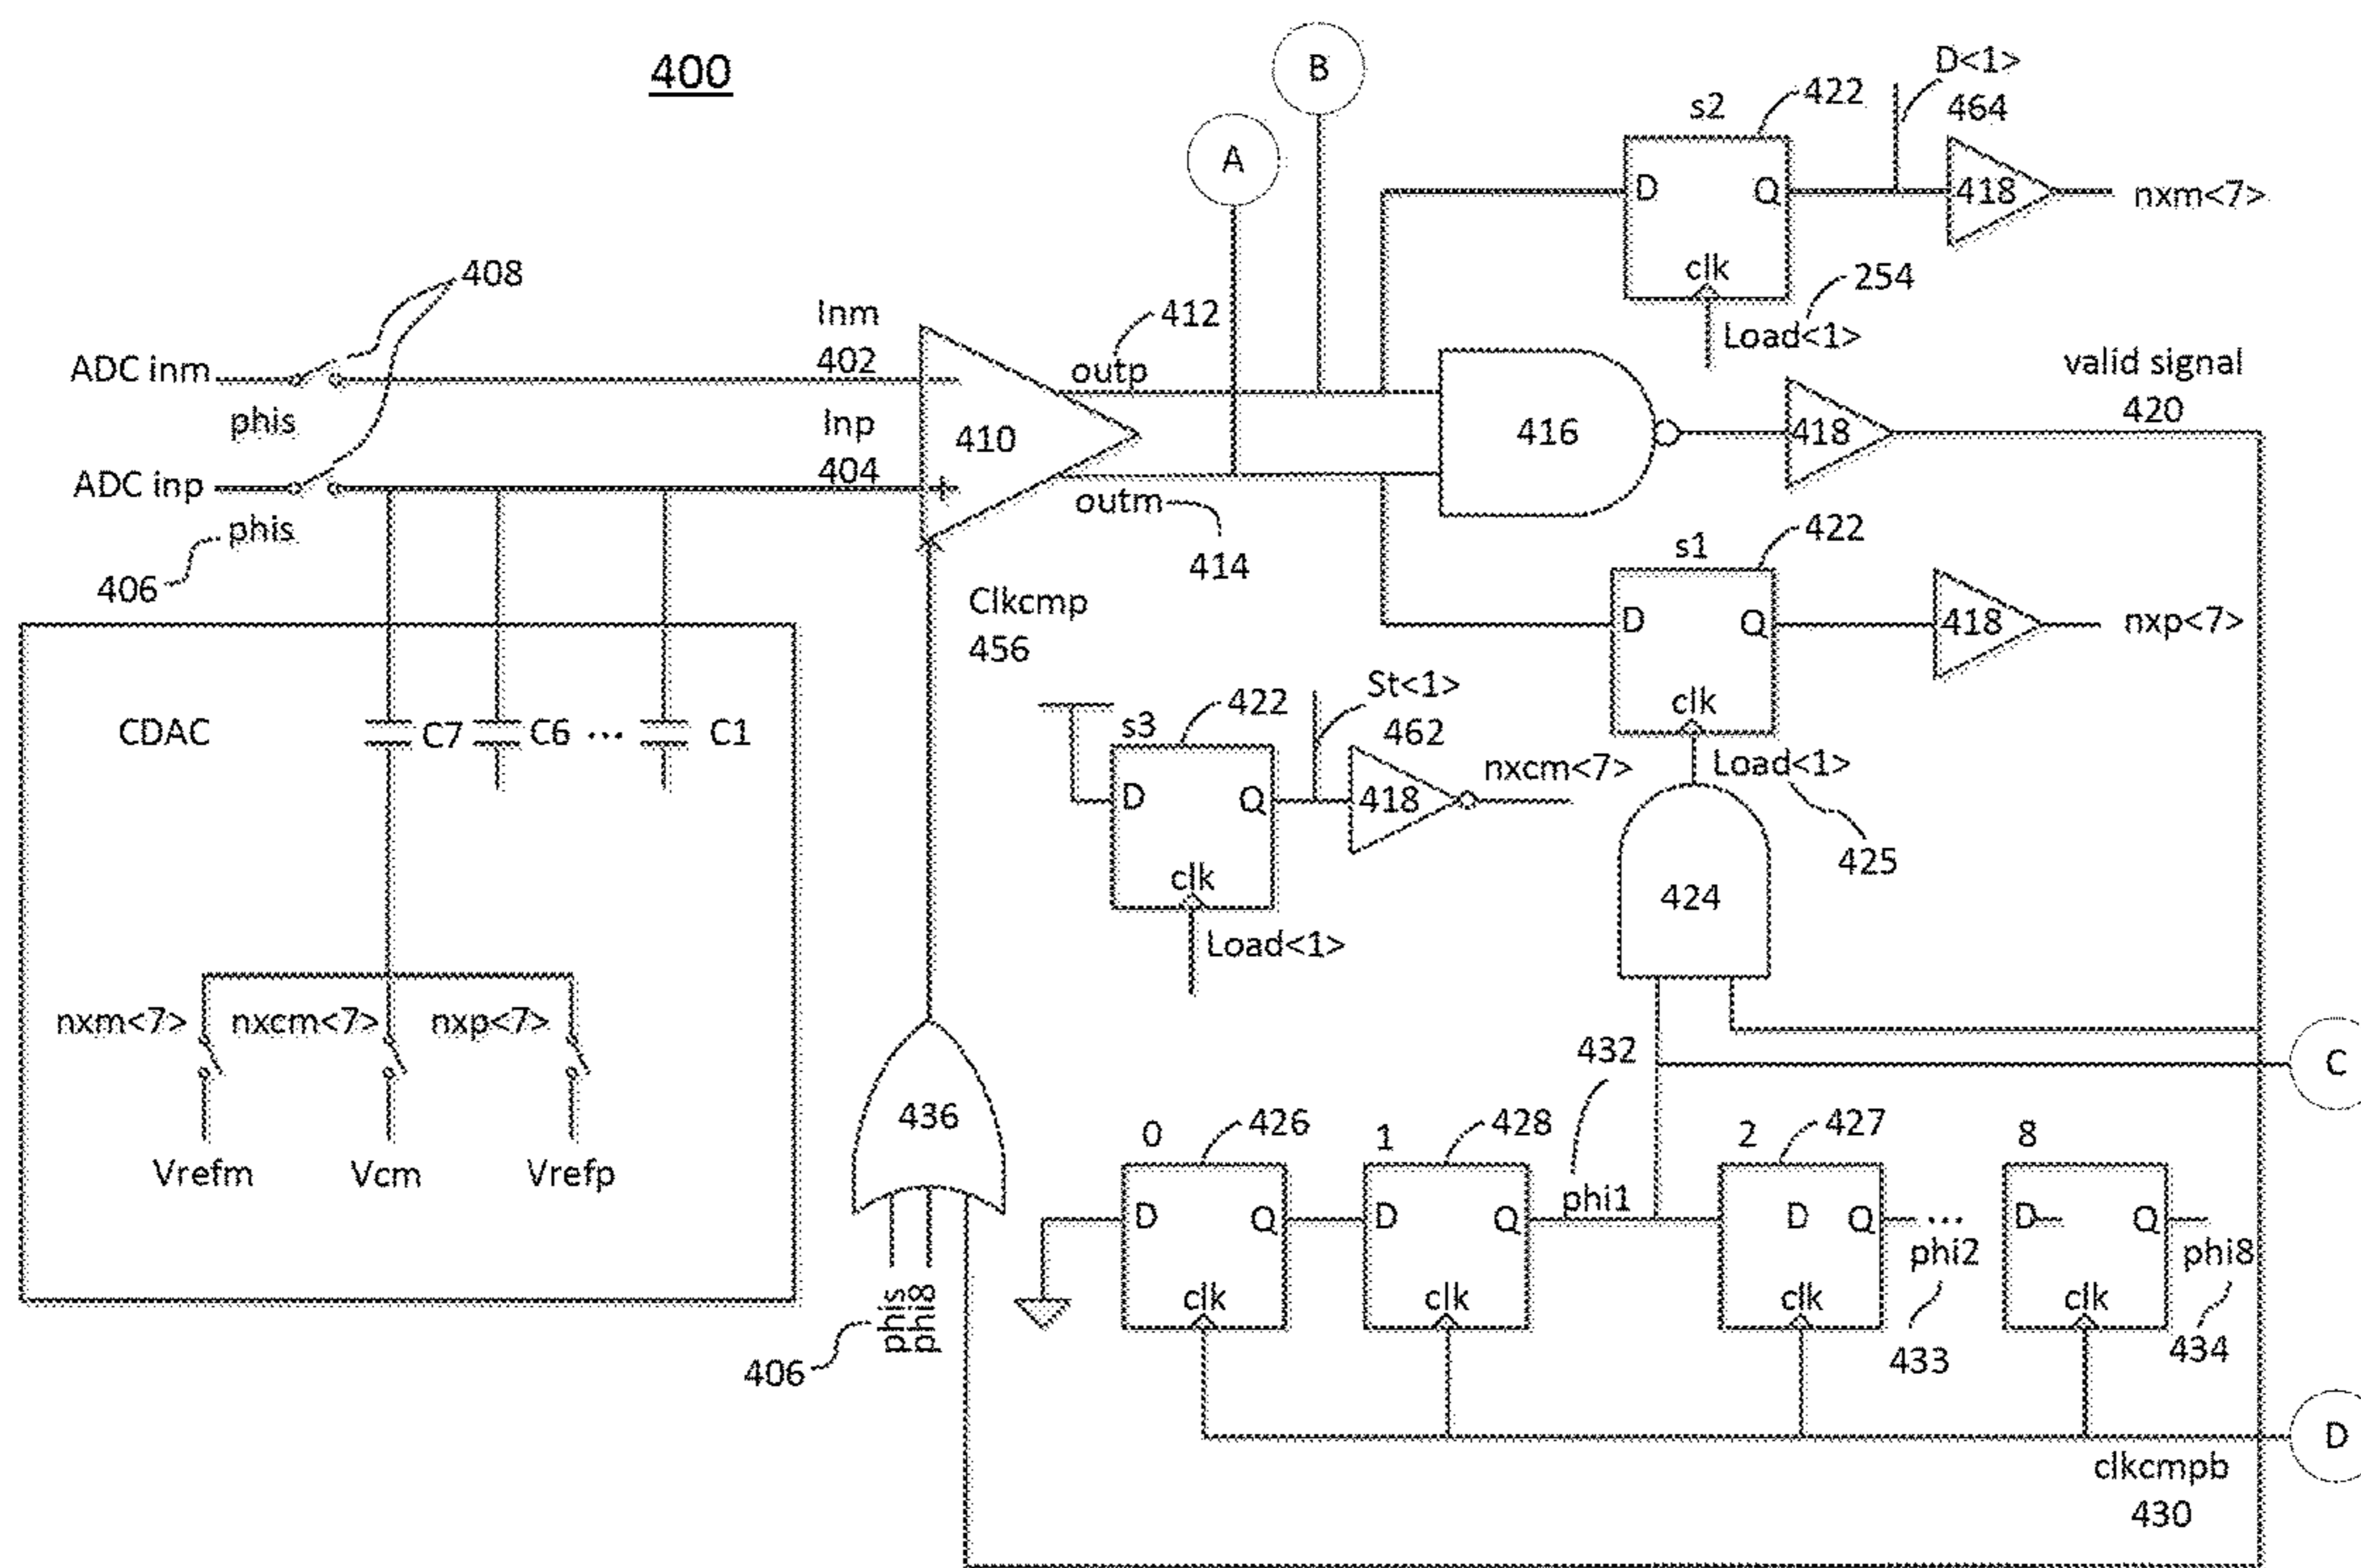 400
B
A
D<1>
464
s2
422
D
Q
clk
418
nxm<7>
254
Load<1>
408
ADC inm
phis
Inm
402
412
outp
410
Inp
404
ADC inp
phis
406
outm
414
416
418
valid signal
420
s1
422
D
Q
clk
418
nxp<7>
Load<1>
425
424
Clkcmp
456
s3
422
St<1>
462
D
Q
clk
418
nxcm<7>
Load<1>
CDAC
C7
C6
...
C1
nxm<7>
nxcm<7>
nxp<7>
Vrefm
Vcm
Vrefp
436
phis
phi8
406
432
C
0
426
D
Q
clk
1
428
D
Q
clk
phi1
2
427
D
Q
clk
...
phi2
433
8
D
Q
clk
phi8
434
D
clkcmpb
430